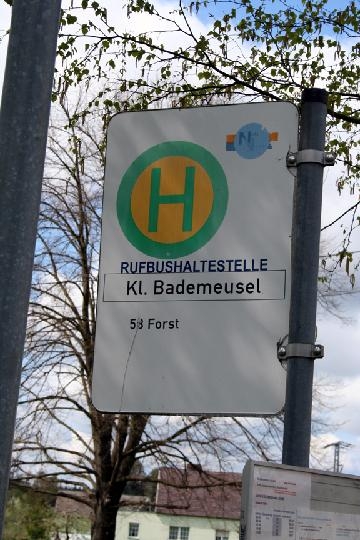 N
H
RUFBUSHALTESTELLE
Kl. Bademeusel
58 Forst